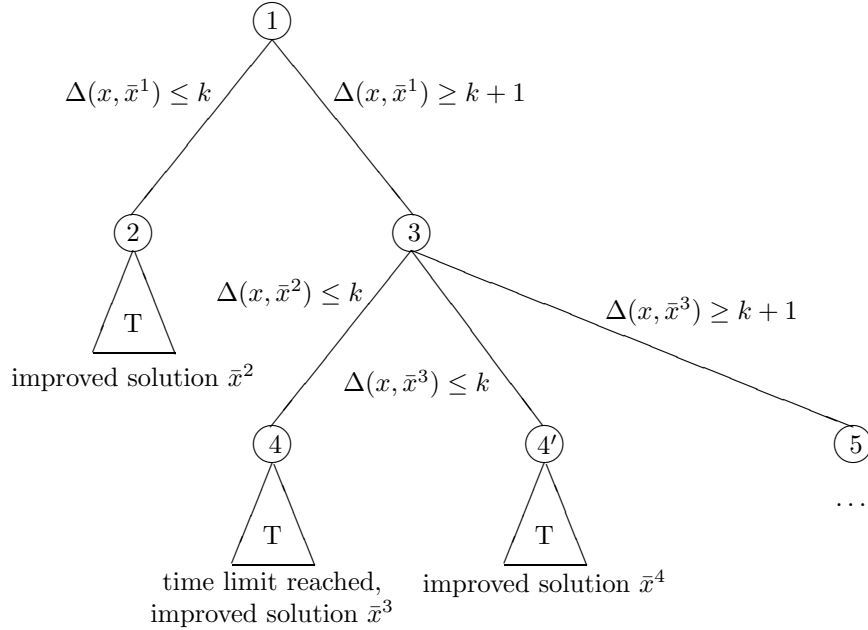 1
Δ(x, x̄¹) ≤ k
Δ(x, x̄¹) ≥ k + 1
2
3
T
improved solution x̄²
Δ(x, x̄²) ≤ k
Δ(x, x̄³) ≤ k
Δ(x, x̄³) ≥ k + 1
4
4′
5
T
T
. . .
time limit reached,
improved solution x̄³
improved solution x̄⁴